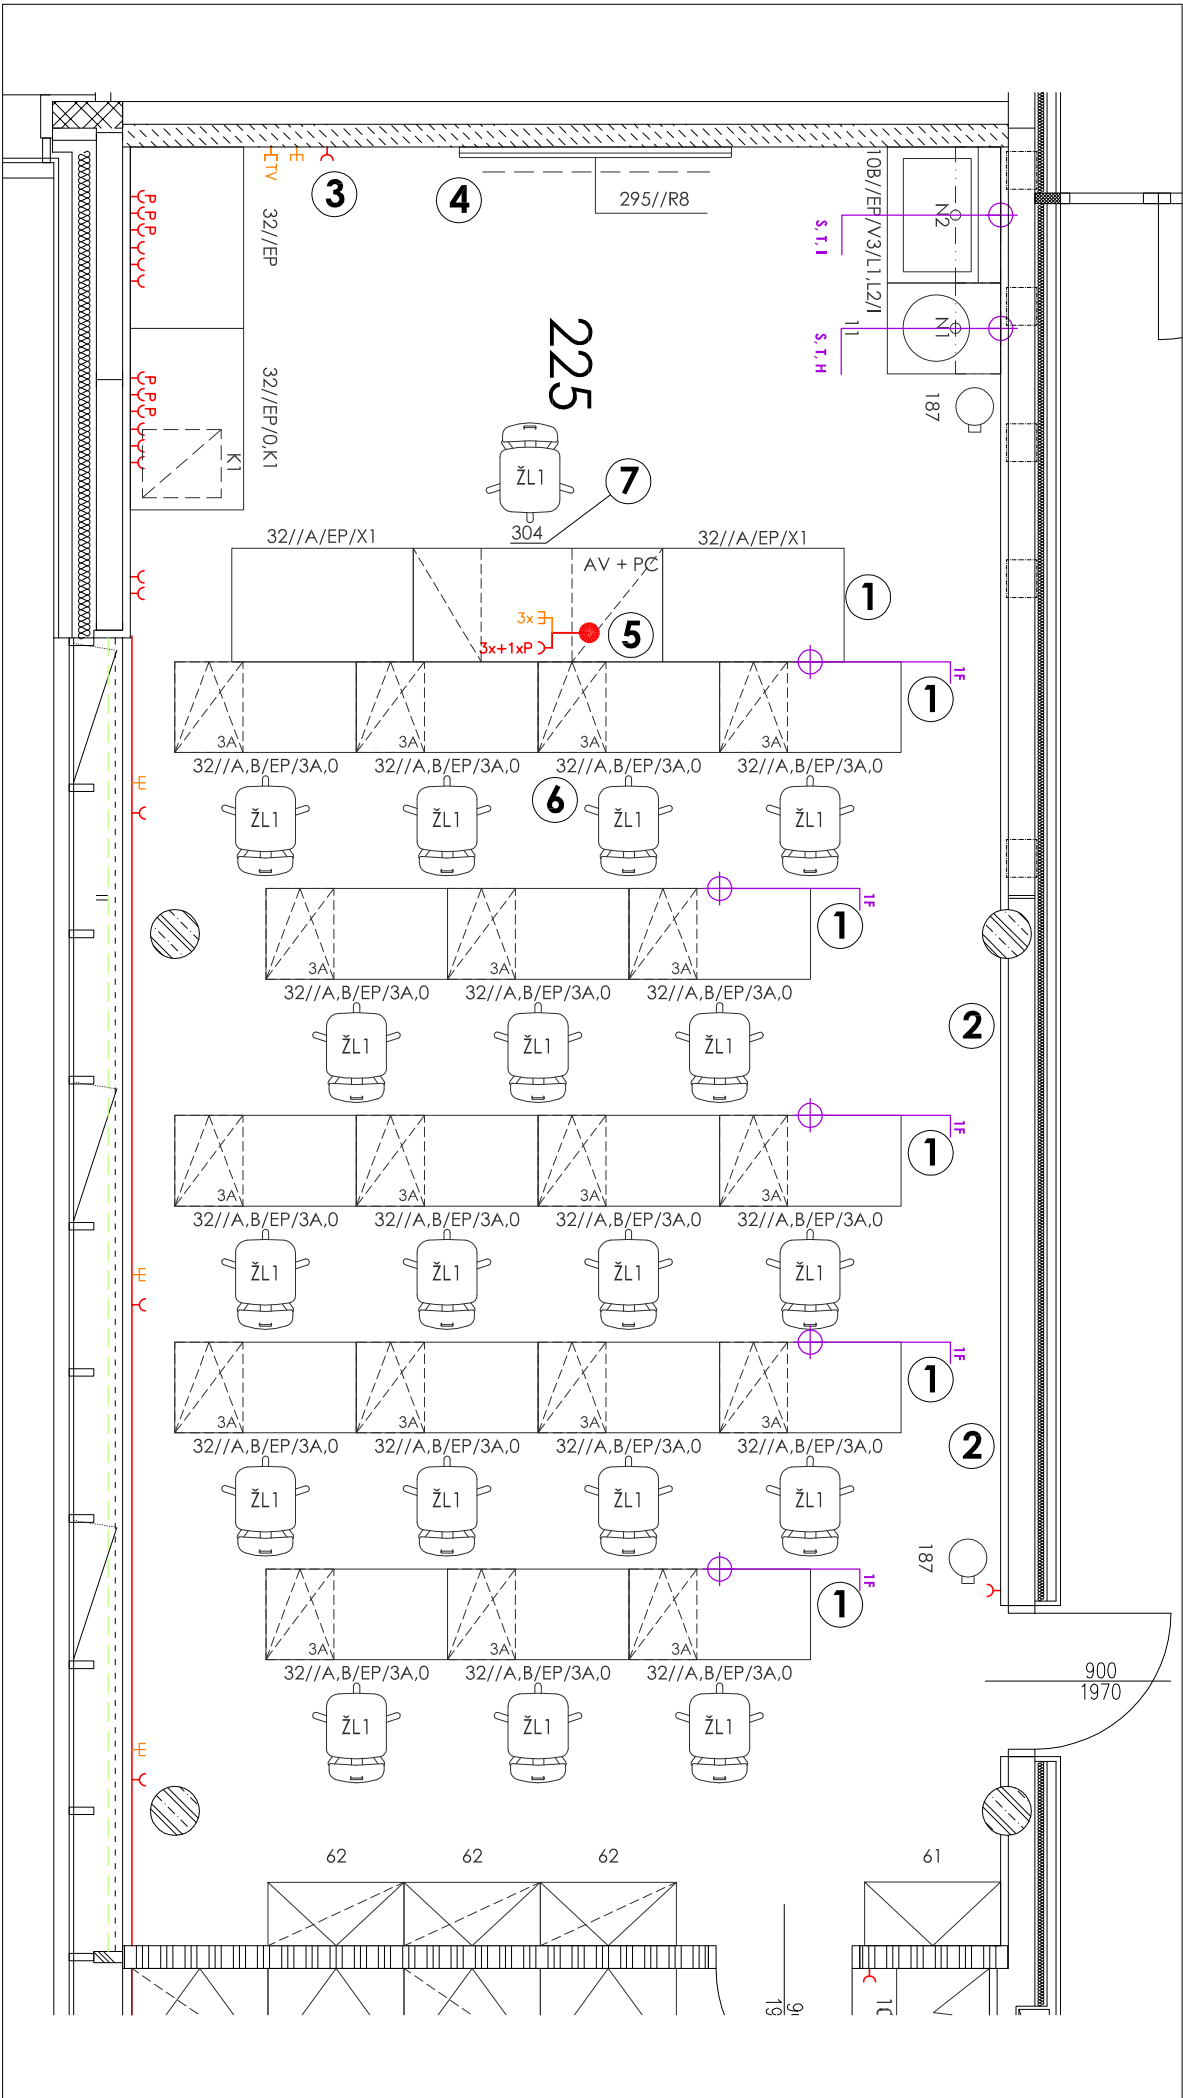 TV
E
3
4
295//R8
10B//EP/V3/L1,L2/I
N2
S,T,I
32//EP
P
P
P
N1
11
S,T,H
225
187
P
P
P
32//EP/0,K1
K1
ŽL1
7
304
32//A/EP/X1
32//A/EP/X1
AV + PC
1
3x E
5
3x+1xP
1F
1
3A
3A
3A
3A
32//A,B/EP/3A,0
32//A,B/EP/3A,0
32//A,B/EP/3A,0
32//A,B/EP/3A,0
E
6
ŽL1
ŽL1
ŽL1
ŽL1
1F
1
3A
3A
3A
32//A,B/EP/3A,0
32//A,B/EP/3A,0
32//A,B/EP/3A,0
2
ŽL1
ŽL1
ŽL1
1F
1
3A
3A
3A
3A
32//A,B/EP/3A,0
32//A,B/EP/3A,0
32//A,B/EP/3A,0
32//A,B/EP/3A,0
E
ŽL1
ŽL1
ŽL1
ŽL1
1F
1
3A
3A
3A
3A
32//A,B/EP/3A,0
32//A,B/EP/3A,0
32//A,B/EP/3A,0
32//A,B/EP/3A,0
2
ŽL1
ŽL1
ŽL1
ŽL1
187
1F
1
3A
3A
3A
32//A,B/EP/3A,0
32//A,B/EP/3A,0
32//A,B/EP/3A,0
900
1970
ŽL1
ŽL1
ŽL1
E
62
62
62
61